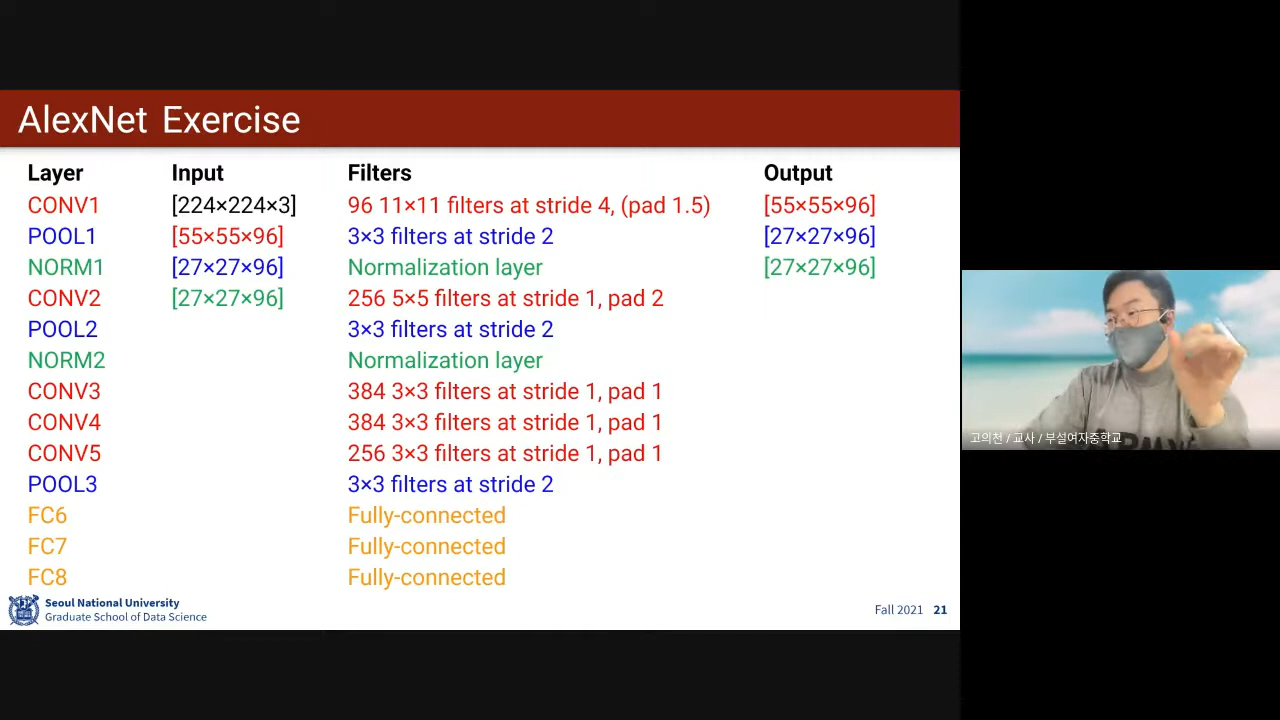 AlexNet Exercise
Layer Input Filters Output
CONV1 [224×224×3] 96 11×11 filters at stride 4, (pad 1.5) [55×55×96]
POOL1 [55×55×96] 3×3 filters at stride 2 [27×27×96]
NORM1 [27×27×96] Normalization layer [27×27×96]
CONV2 [27×27×96] 256 5×5 filters at stride 1, pad 2
POOL2 3×3 filters at stride 2
NORM2 Normalization layer
CONV3 384 3×3 filters at stride 1, pad 1
CONV4 384 3×3 filters at stride 1, pad 1
CONV5 256 3×3 filters at stride 1, pad 1
POOL3 3×3 filters at stride 2
FC6 Fully-connected
FC7 Fully-connected
FC8 Fully-connected
Seoul National University
Graduate School of Data Science
Fall 2021 21
고의천 / 교사 / 부설여자중학교